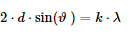 2 · d · sin(ϑ) = k · λ